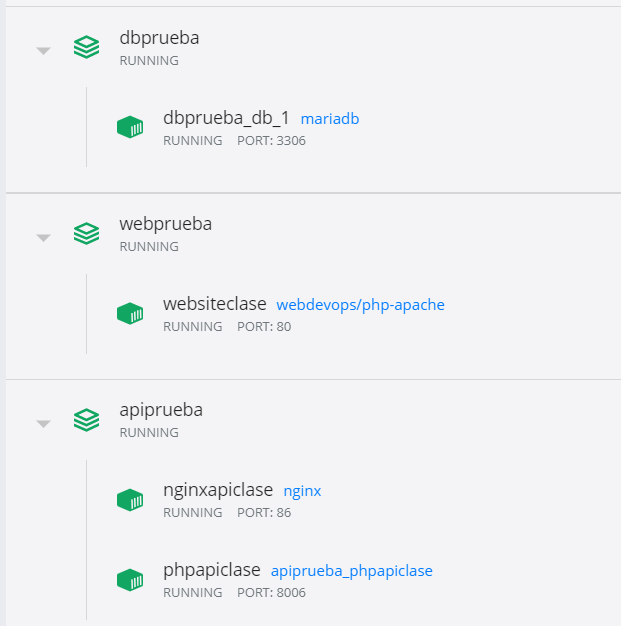 dbprueba
RUNNING
dbprueba_db_1 mariadb
RUNNING PORT: 3306
webprueba
RUNNING
websiteclase webdevops/php-apache
RUNNING PORT: 80
apiprueba
RUNNING
nginxapiclase nginx
RUNNING PORT: 86
phpapiclase apiprueba_phpapiclase
RUNNING PORT: 8006